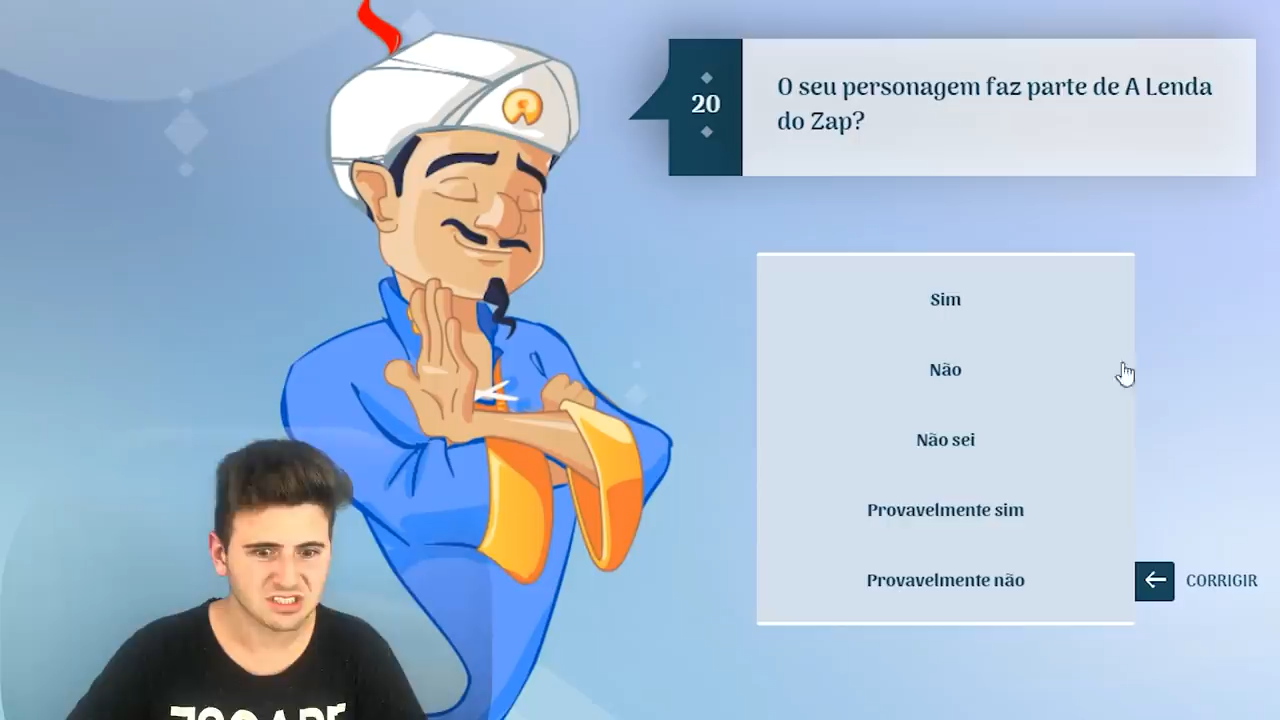 20
O seu personagem faz parte de A Lenda
do Zap?
Sim
Não
Não sei
Provavelmente sim
Provavelmente não
CORRIGIR